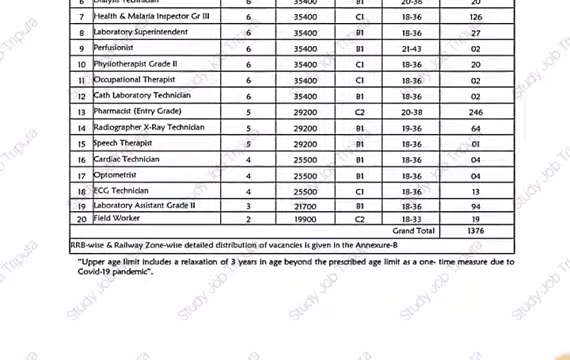 6 Dialysis Technician 6 35400 B1 20-36 20
7 Health & Malaria Inspector Gr III 6 35400 C1 18-36 126
8 Laboratory Superintendent 6 35400 B1 18-36 27
9 Perfusionist 6 35400 B1 21-43 02
10 Physiotherapist Grade II 6 35400 C1 18-36 20
11 Occupational Therapist 6 35400 C1 18-36 02
12 Cath Laboratory Technician 6 35400 B1 18-36 02
13 Pharmacist (Entry Grade) 5 29200 C2 20-38 246
14 Radiographer X-Ray Technician 5 29200 B1 19-36 64
15 Speech Therapist 5 29200 B1 18-36 01
16 Cardiac Technician 4 25500 B1 18-36 04
17 Optometrist 4 25500 B1 18-36 04
18 ECG Technician 4 25500 C1 18-36 13
19 Laboratory Assistant Grade II 3 21700 B1 18-36 94
20 Field Worker 2 19900 C2 18-33 19
Grand Total 1376
RRB-wise & Railway Zone-wise detailed distribution of vacancies is given in the Annexure-B
"Upper age limit includes a relaxation of 3 years in age beyond the prescribed age limit as a one- time measure due to
Covid-19 pandemic".
Study Job Tripura